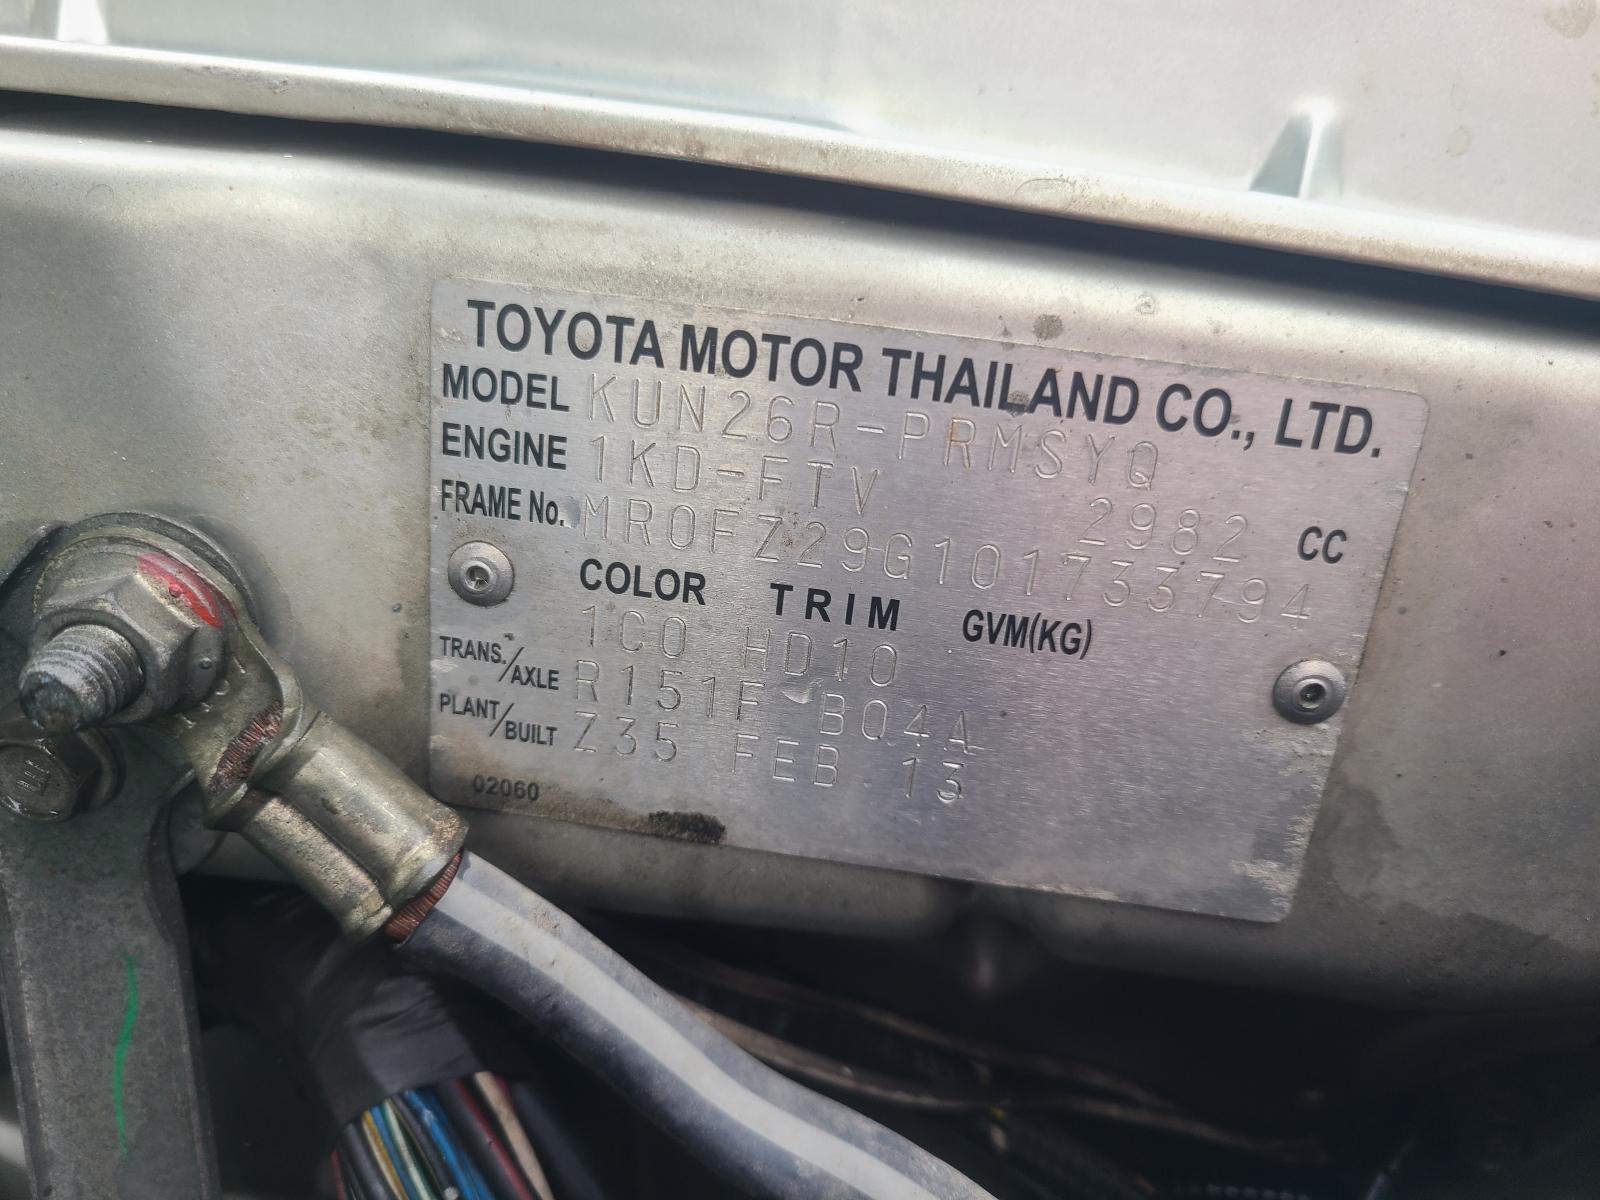 TOYOTA MOTOR THAILAND CO., LTD.
MODEL KUN26R-PRMSYQ
ENGINE 1KD-FTV 2982 CC
FRAME No. MR0FZ29G101733794
COLOR TRIM GVM(KG)
1C0 HD10
TRANS./AXLE R151F B04A
PLANT/BUILT Z35 FEB 13
02060